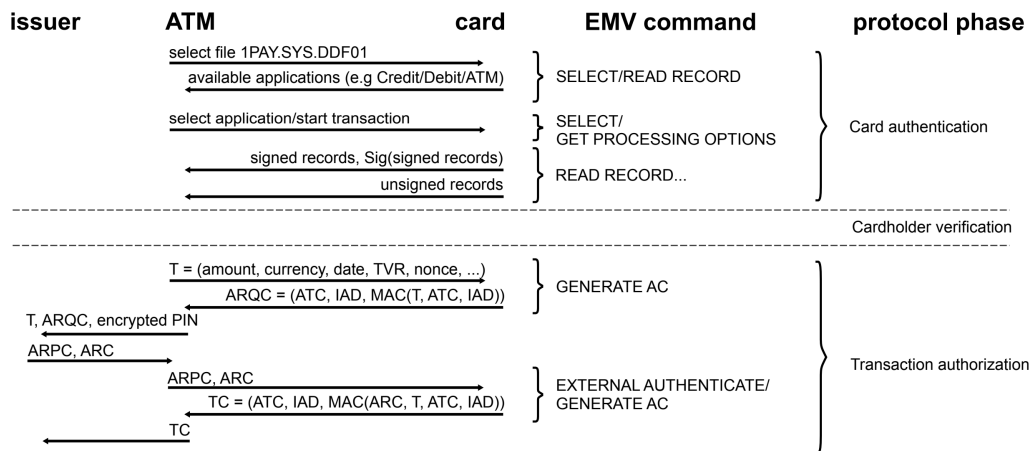 issuer ATM card EMV command protocol phase
select file 1PAY.SYS.DDF01
available applications (e.g Credit/Debit/ATM)
SELECT/READ RECORD
select application/start transaction
SELECT/
GET PROCESSING OPTIONS
Card authentication
signed records, Sig(signed records)
unsigned records
READ RECORD...
Cardholder verification
T = (amount, currency, date, TVR, nonce, ...)
ARQC = (ATC, IAD, MAC(T, ATC, IAD))
GENERATE AC
T, ARQC, encrypted PIN
ARPC, ARC
Transaction authorization
ARPC, ARC
TC = (ATC, IAD, MAC(ARC, T, ATC, IAD))
EXTERNAL AUTHENTICATE/
GENERATE AC
TC